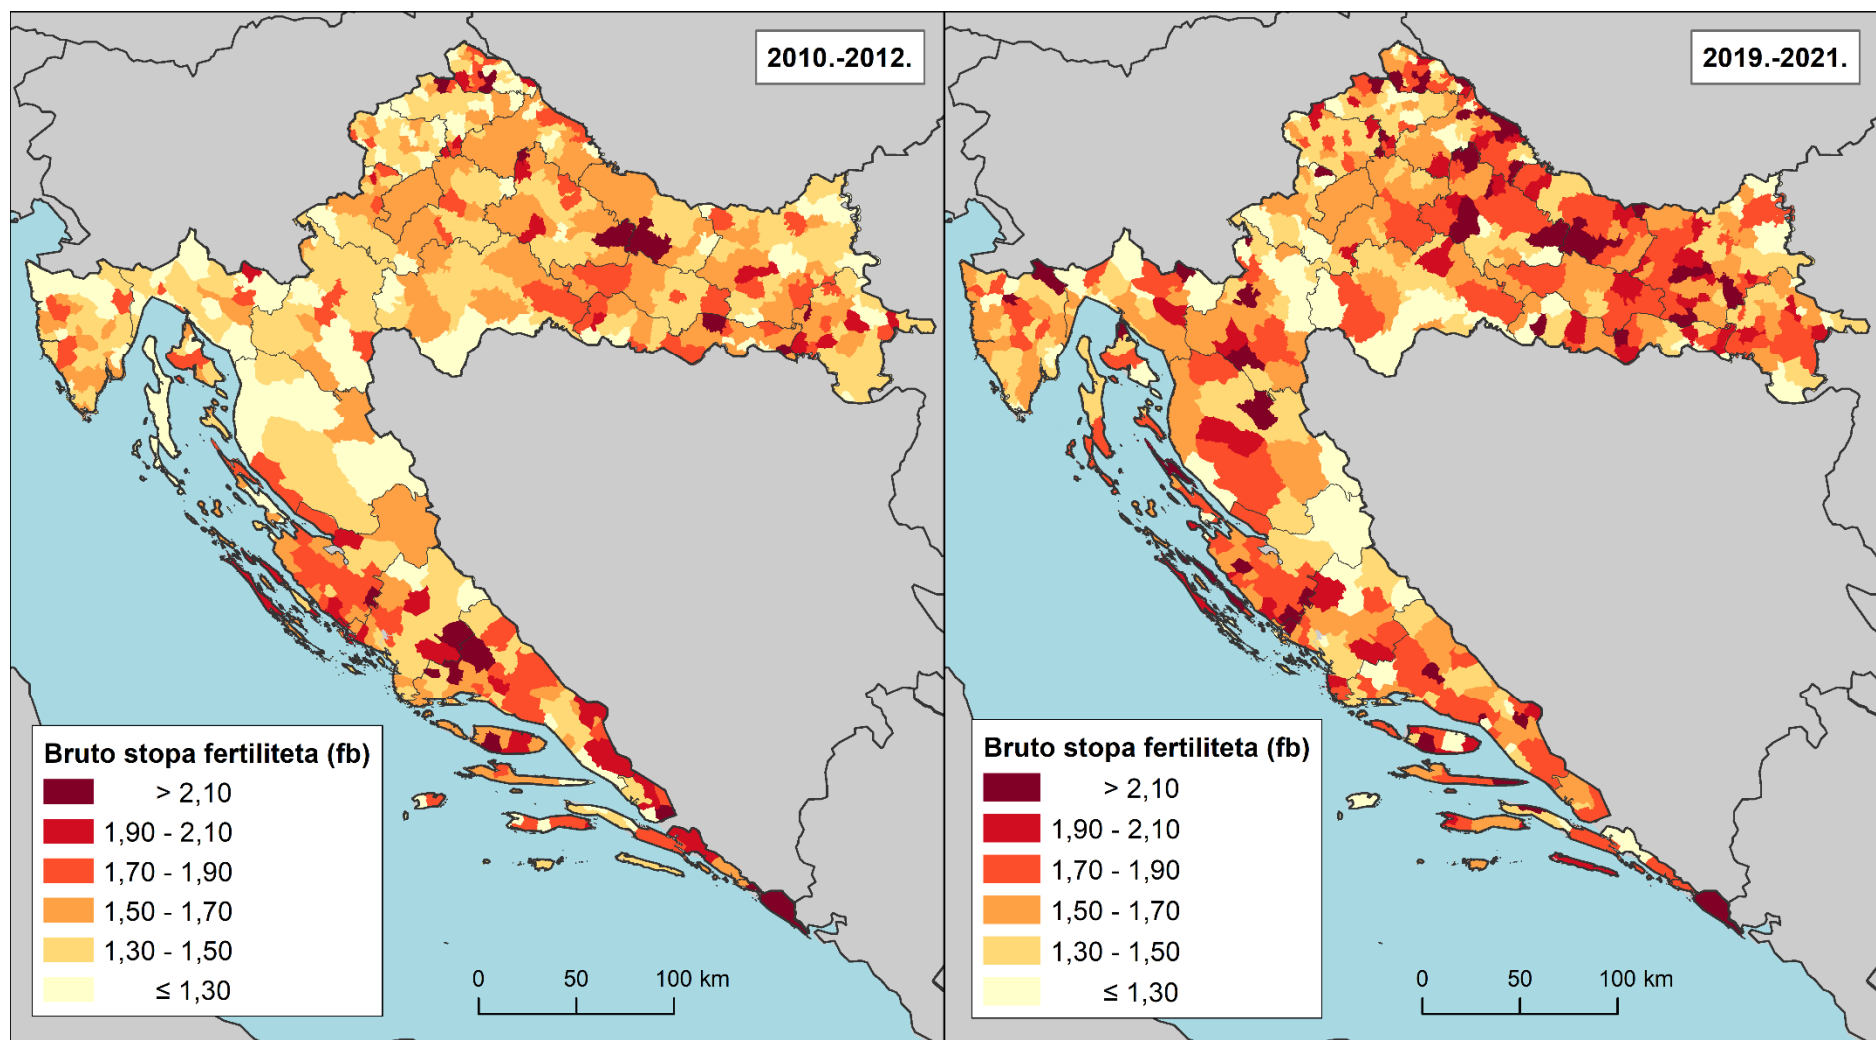 2010.-2012.
Bruto stopa fertiliteta (fb)
> 2,10
1,90 - 2,10
1,70 - 1,90
1,50 - 1,70
1,30 - 1,50
≤ 1,30
0 50 100 km
2019.-2021.
Bruto stopa fertiliteta (fb)
> 2,10
1,90 - 2,10
1,70 - 1,90
1,50 - 1,70
1,30 - 1,50
≤ 1,30
0 50 100 km